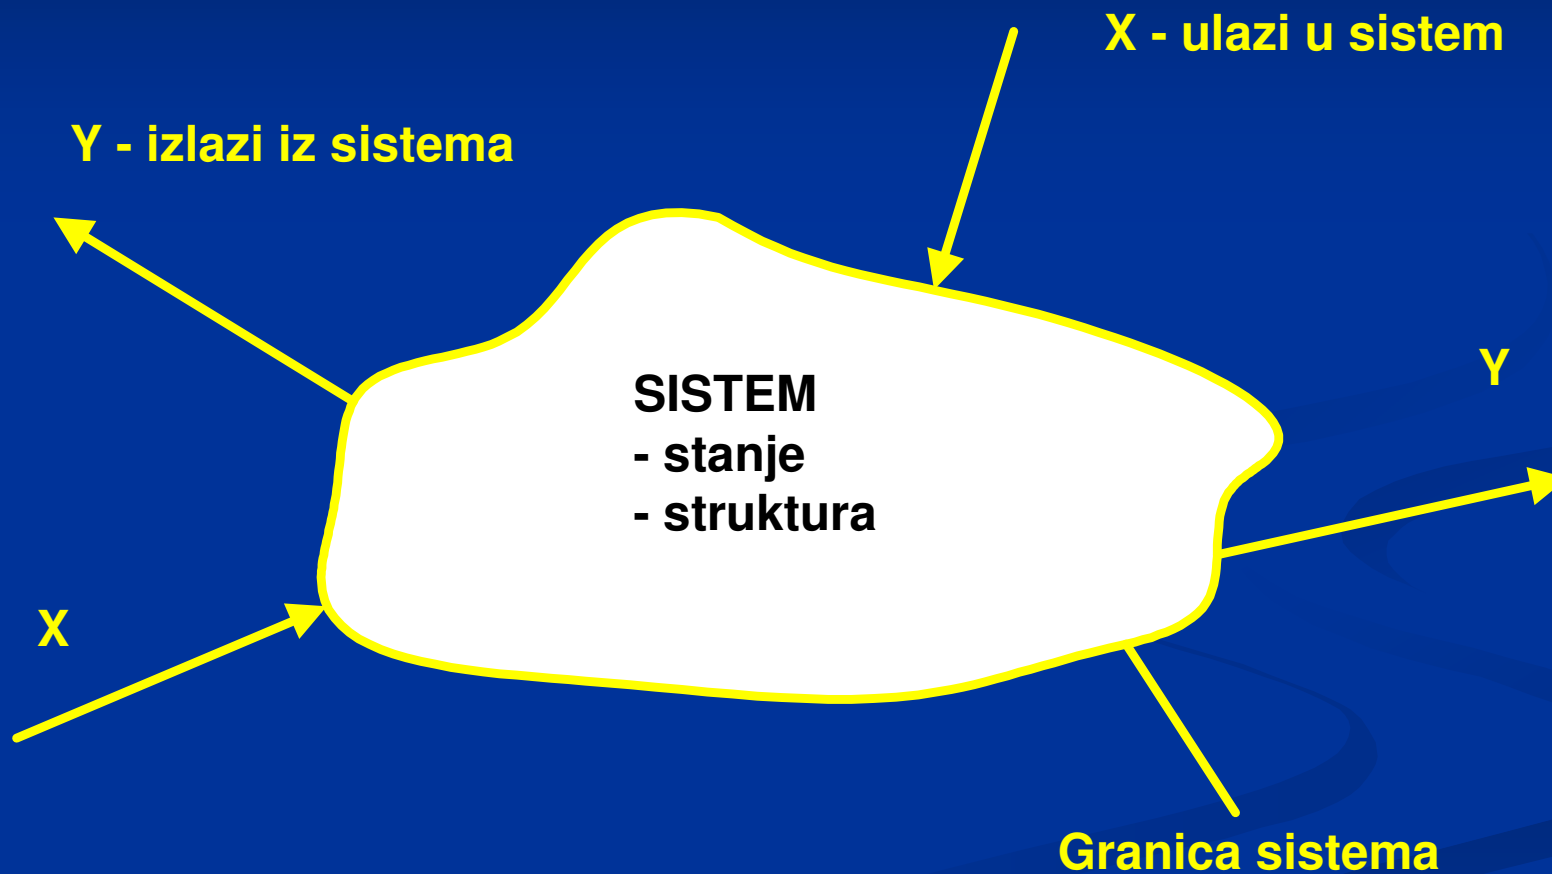 X - ulazi u sistem
Y - izlazi iz sistema
SISTEM
- stanje
- struktura
Y
X
Granica sistema